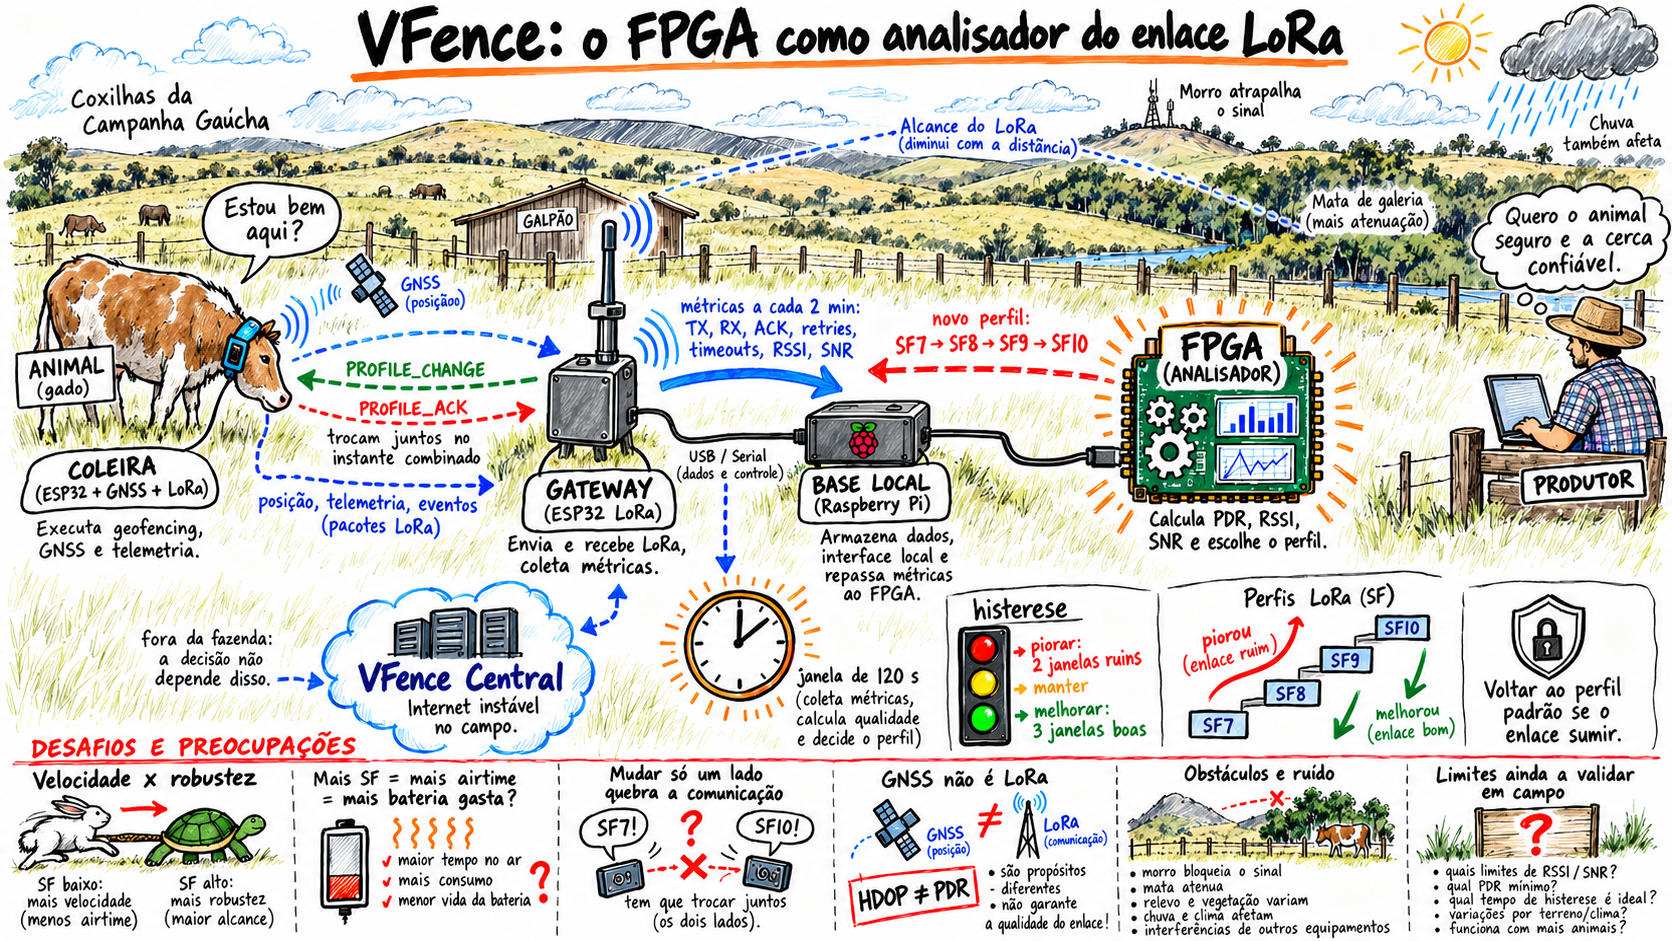 VFence: o FPGA como analisador do enlace LoRa
Coxilhas da
Campanha Gaúcha
Morro atrapalha
o sinal
Chuva
também afeta
Alcance do LoRa
(diminui com a distância)
Mata de galeria
(mais atenuação)
Estou bem
aqui?
GALPÃO
Quero o animal
seguro e a cerca
confiável.
GNSS
(posiçãoo)
métricas a cada 2 min:
TX, RX, ACK, retries,
timeouts, RSSI, SNR
novo perfil:
SF7 → SF8 → SF9 → SF10
FPGA
(ANALISADOR)
ANIMAL
(gado)
PROFILE_CHANGE
PROFILE_ACK
trocam juntos no
instante combinado
COLEIRA
(ESP32 + GNSS + LoRa)
Executa geofencing,
GNSS e telemetria.
posição, telemetria, eventos
(pacotes LoRa)
GATEWAY
(ESP32 LoRa)
Envia e recebe LoRa,
coleta métricas.
USB / Serial
(dados e controle)
BASE LOCAL
(Raspberry Pi)
Armazena dados,
interface local e
repassa métricas
ao FPGA.
Calcula PDR, RSSI,
SNR e escolhe o perfil.
PRODUTOR
fora da fazenda:
a decisão não
depende disso.
VFence Central
Internet instável
no campo.
janela de 120 s
(coleta métricas,
calcula qualidade
e decide o perfil)
histerese
piorar:
2 janelas ruins
manter
melhorar:
3 janelas boas
Perfis LoRa (SF)
piorou
(enlace ruim)
SF10
SF9
SF8
SF7
melhorou
(enlace bom)
Voltar ao perfil
padrão se o
enlace sumir.
DESAFIOS E PREOCUPAÇÕES
Velocidade x robustez
SF baixo:
mais velocidade
(menos airtime)
SF alto:
mais robustez
(maior alcance)
Mais SF = mais airtime
= mais bateria gasta?
✓ maior tempo no ar
✓ mais consumo
✓ menor vida da bateria
?
Mudar só um lado
quebra a comunicação
SF7!
?
SF10!
tem que trocar juntos
(os dois lados).
GNSS não é LoRa
GNSS
(posição)
≠
LoRa
(comunicação)
HDOP ≠ PDR
• são propósitos
- diferentes
• não garante
a qualidade do enlace!
Obstáculos e ruído
• morro bloqueia o sinal
• mata atenua
• relevo e vegetação variam
• chuva e clima afetam
• interferências de outros equipamentos
Limites ainda a validar
em campo
?
• quais limites de RSSI / SNR?
• qual PDR mínimo?
• qual tempo de histerese é ideal?
• variações por terreno/clima?
• funciona com mais animais?